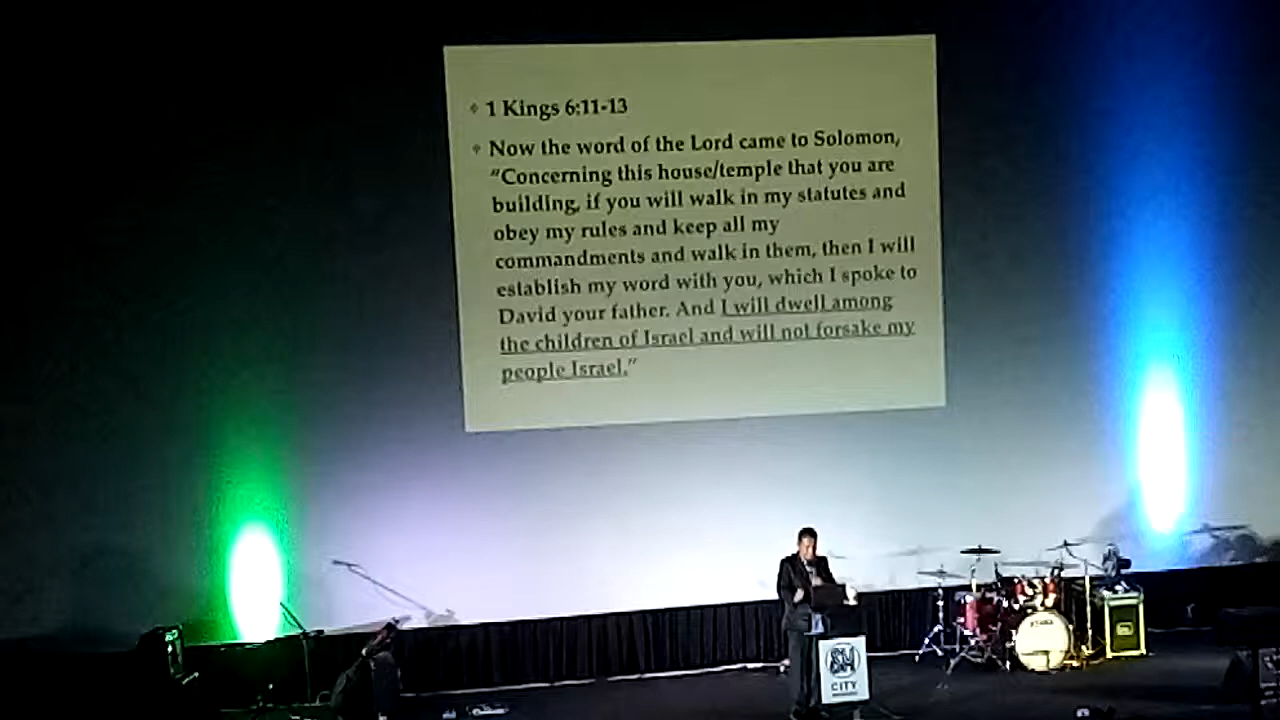 1 Kings 6:11-13
Now the word of the Lord came to Solomon,
"Concerning this house/temple that you are
building, if you will walk in my statutes and
obey my rules and keep all my
commandments and walk in them, then I will
establish my word with you, which I spoke to
David your father. And I will dwell among
the children of Israel and will not forsake my
people Israel."
SM
CITY
TAMA